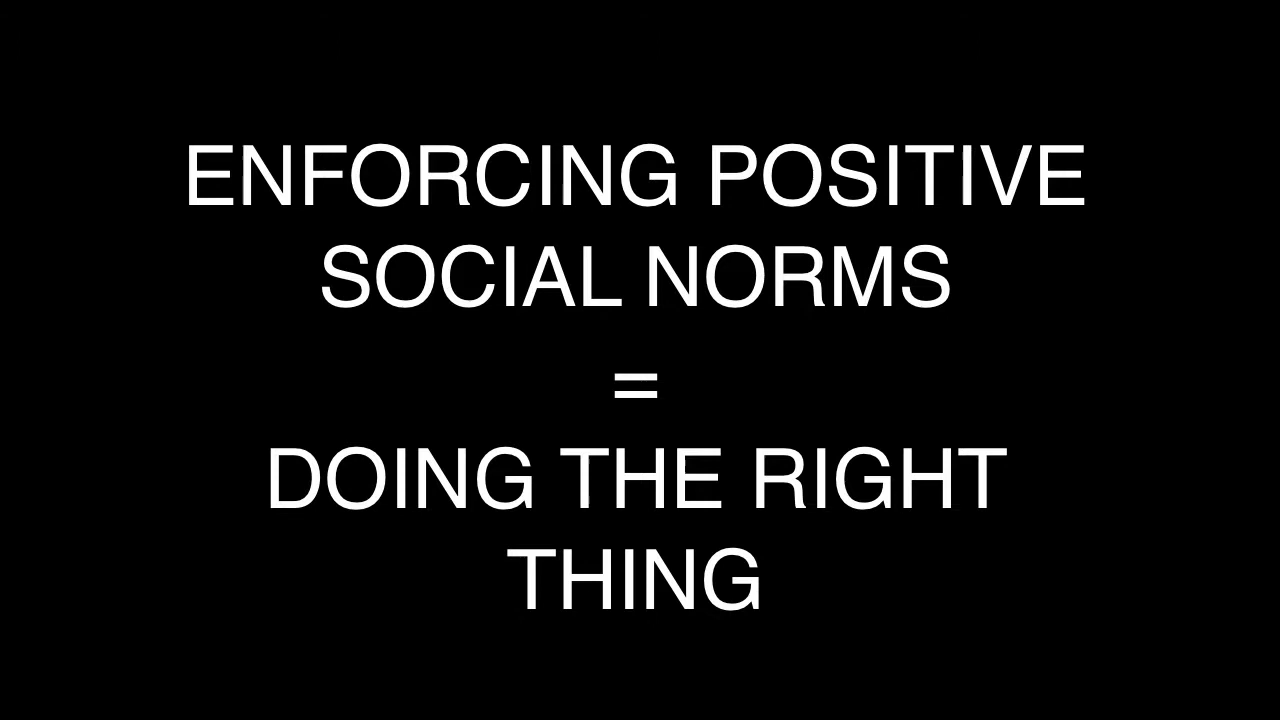 ENFORCING POSITIVE
SOCIAL NORMS
=
DOING THE RIGHT
THING